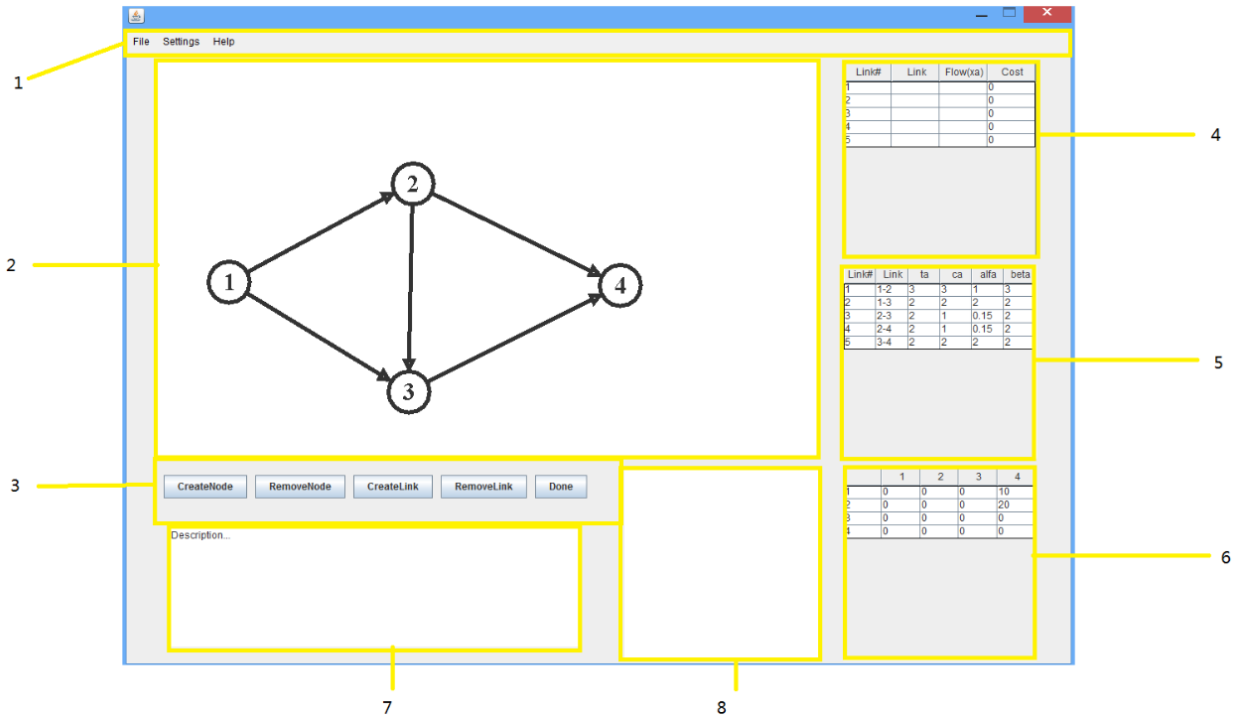 File Settings Help
1
Link# Link Flow(xa) Cost
1 0
2 0
3 0
4 0
5 0
4
2
1
2
3
4
Link# Link ta ca alfa beta
1 1-2 3 3 1 3
2 1-3 2 2 2 2
3 2-3 2 1 0.15 2
4 2-4 2 1 0.15 2
5 3-4 2 2 2 2
5
3
CreateNode RemoveNode CreateLink RemoveLink Done
1 2 3 4
1 0 0 0 10
2 0 0 0 20
3 0 0 0 0
4 0 0 0 0
6
Description...
7
8